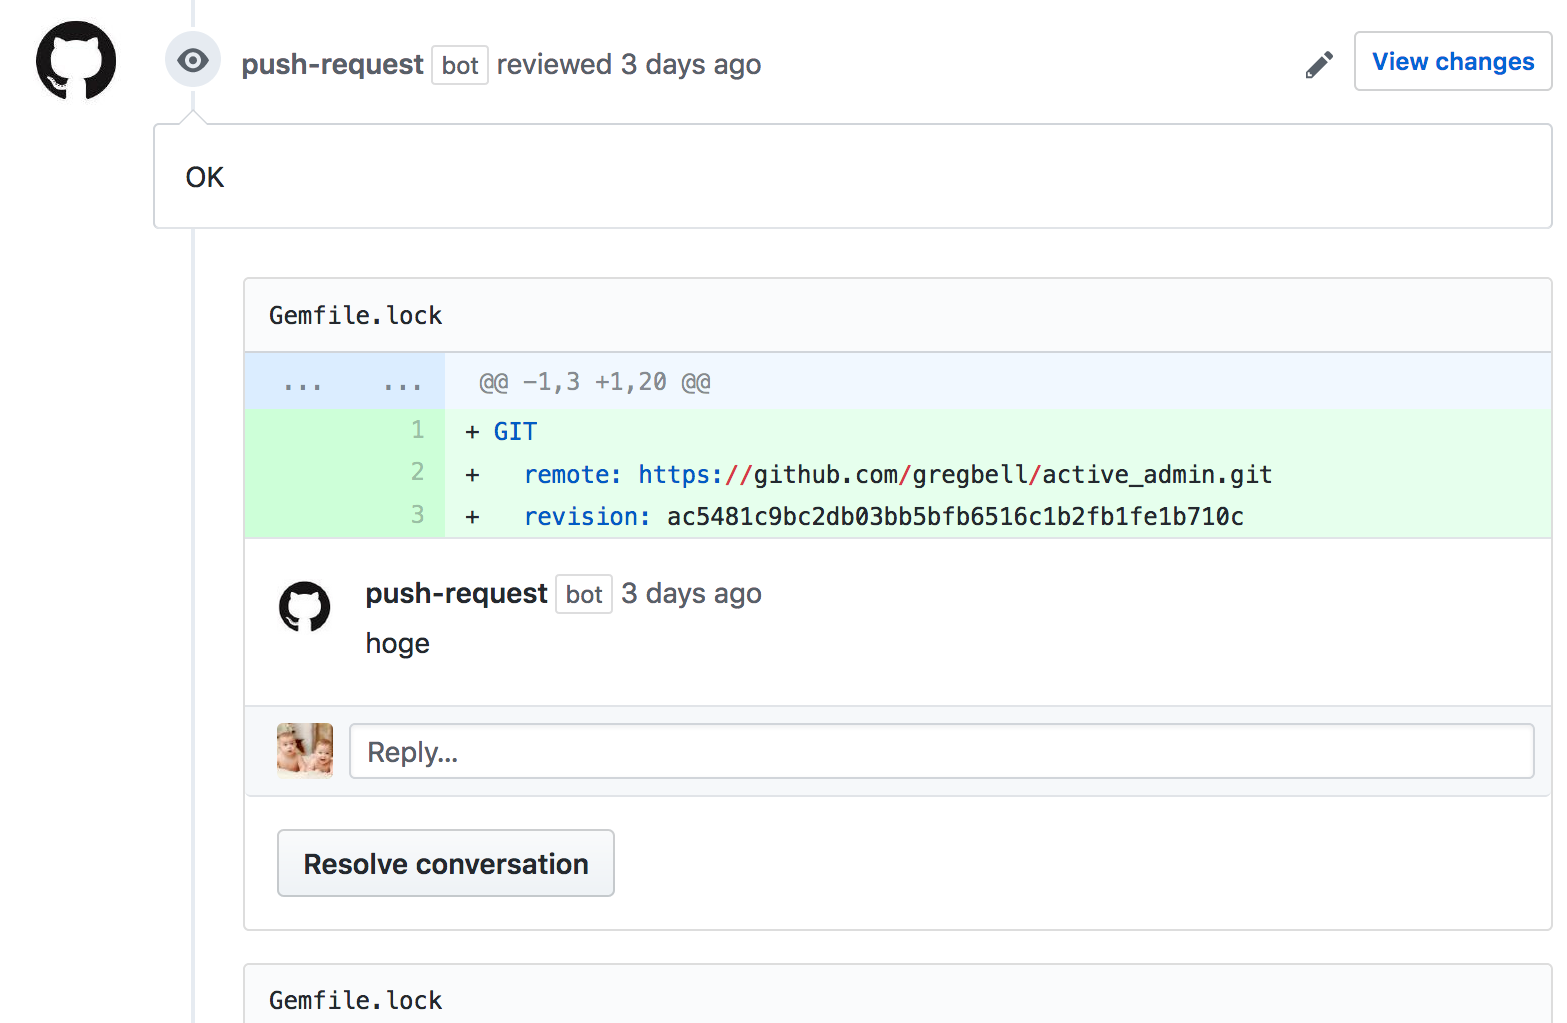 push-request bot reviewed 3 days ago
View changes
OK
Gemfile.lock
... ... @@ -1,3 +1,20 @@
1 + GIT
2 + remote: https://github.com/gregbell/active_admin.git
3 + revision: ac5481c9bc2db03bb5bfb6516c1b2fb1fe1b710c
push-request bot 3 days ago
hoge
Reply...
Resolve conversation
Gemfile.lock